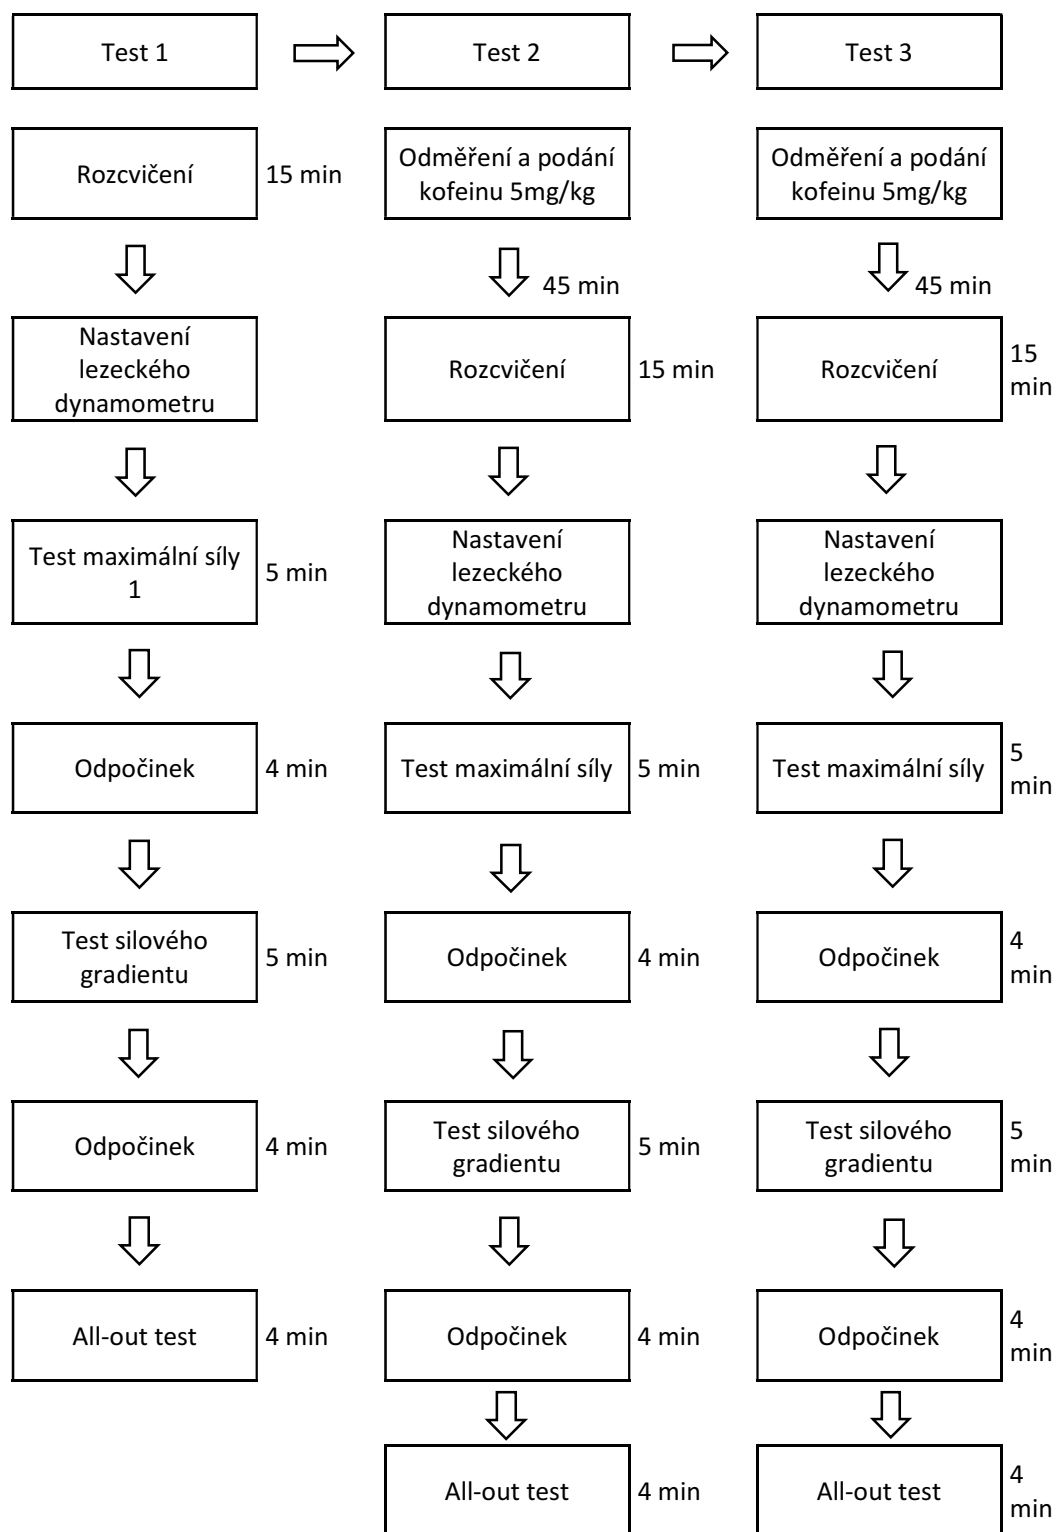 Test 1
Test 2
Test 3
Rozcvičení
15 min
Odměření a podání
kofeinu 5mg/kg
Odměření a podání
kofeinu 5mg/kg
45 min
45 min
Nastavení
lezeckého
dynamometru
Rozcvičení
15 min
Rozcvičení
15
min
Test maximální síly
1
5 min
Nastavení
lezeckého
dynamometru
Nastavení
lezeckého
dynamometru
Odpočinek
4 min
Test maximální síly
5 min
Test maximální síly
5
min
Test silového
gradientu
5 min
Odpočinek
4 min
Odpočinek
4
min
Odpočinek
4 min
Test silového
gradientu
5 min
Test silového
gradientu
5
min
All-out test
4 min
Odpočinek
4 min
Odpočinek
4
min
All-out test
4 min
All-out test
4
min